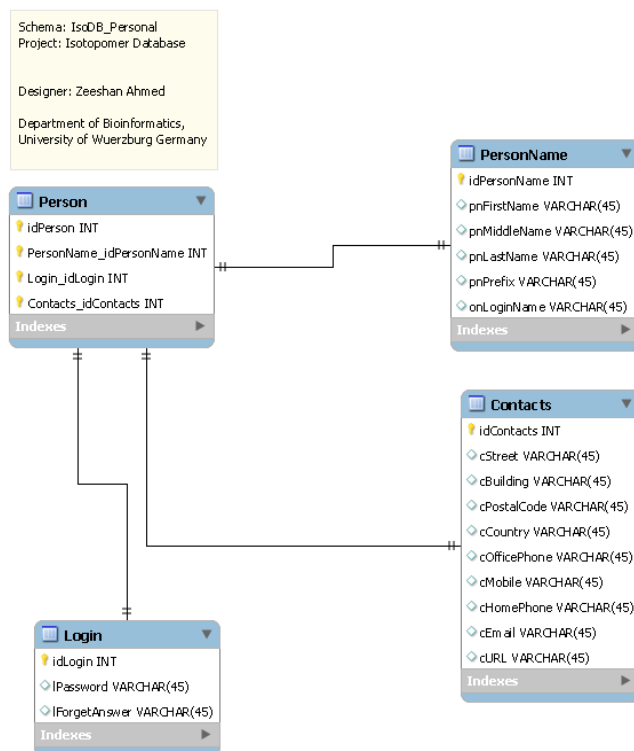 Schema: IsoDB_Personal
Project: Isotopomer Database
Designer: Zeeshan Ahmed
Department of Bioinformatics,
University of Wuerzburg Germany
Person
idPerson INT
PersonName_idPersonName INT
Login_idLogin INT
Contacts_idContacts INT
Indexes
PersonName
idPersonName INT
pnFirstName VARCHAR(45)
pnMiddleName VARCHAR(45)
pnLastName VARCHAR(45)
pnPrefix VARCHAR(45)
onLoginName VARCHAR(45)
Indexes
Contacts
idContacts INT
cStreet VARCHAR(45)
cBuilding VARCHAR(45)
cPostalCode VARCHAR(45)
cCountry VARCHAR(45)
cOfficePhone VARCHAR(45)
cMobile VARCHAR(45)
cHomePhone VARCHAR(45)
cEmail VARCHAR(45)
cURL VARCHAR(45)
Indexes
Login
idLogin INT
lPassword VARCHAR(45)
lForgetAnswer VARCHAR(45)
Indexes